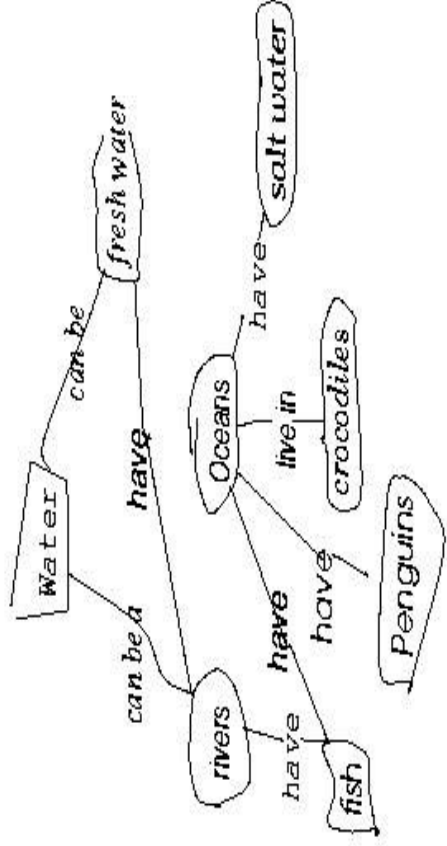 Water
can be
fresh water
can be a
have
rivers
Oceans
have
salt water
have
have
have
live in
fish
Penguins
crocodiles